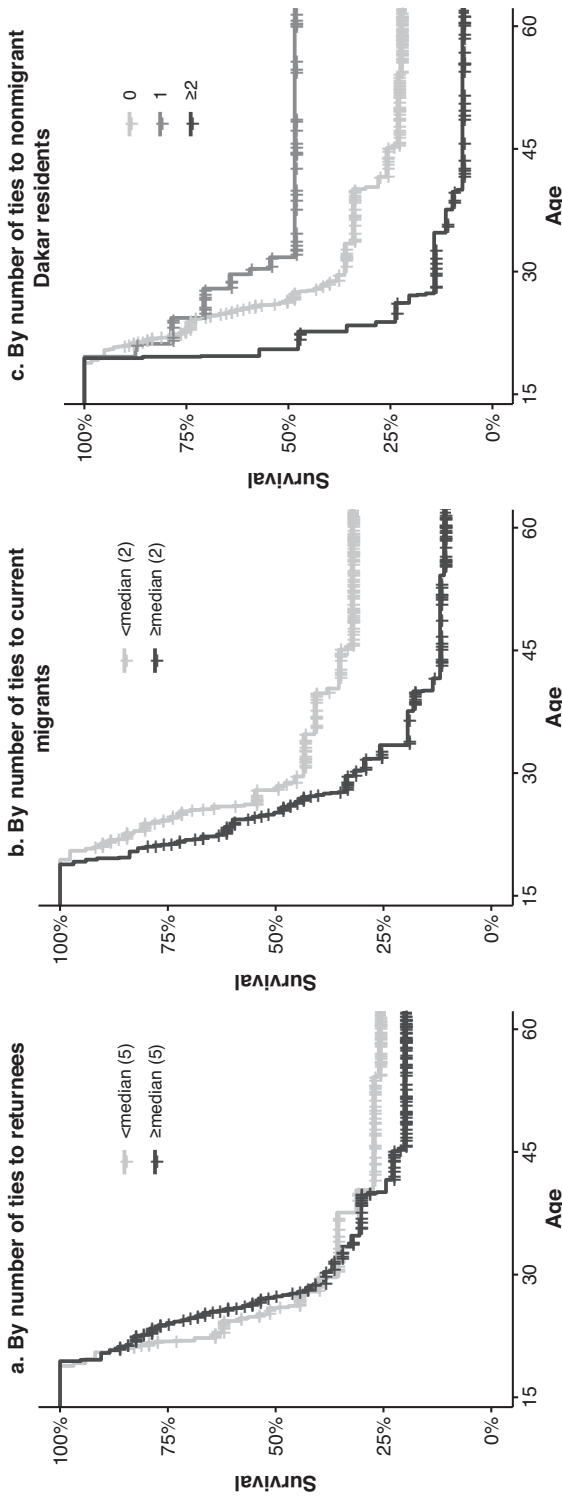 a. By number of ties to returnees
<median (5)
≥median (5)
100%
75%
50%
25%
0%
Survival
15
30
45
60
Age
b. By number of ties to current
migrants
<median (2)
≥median (2)
100%
75%
50%
25%
0%
Survival
15
30
45
60
Age
c. By number of ties to nonmigrant
Dakar residents
0
1
≥2
100%
75%
50%
25%
0%
Survival
15
30
45
60
Age